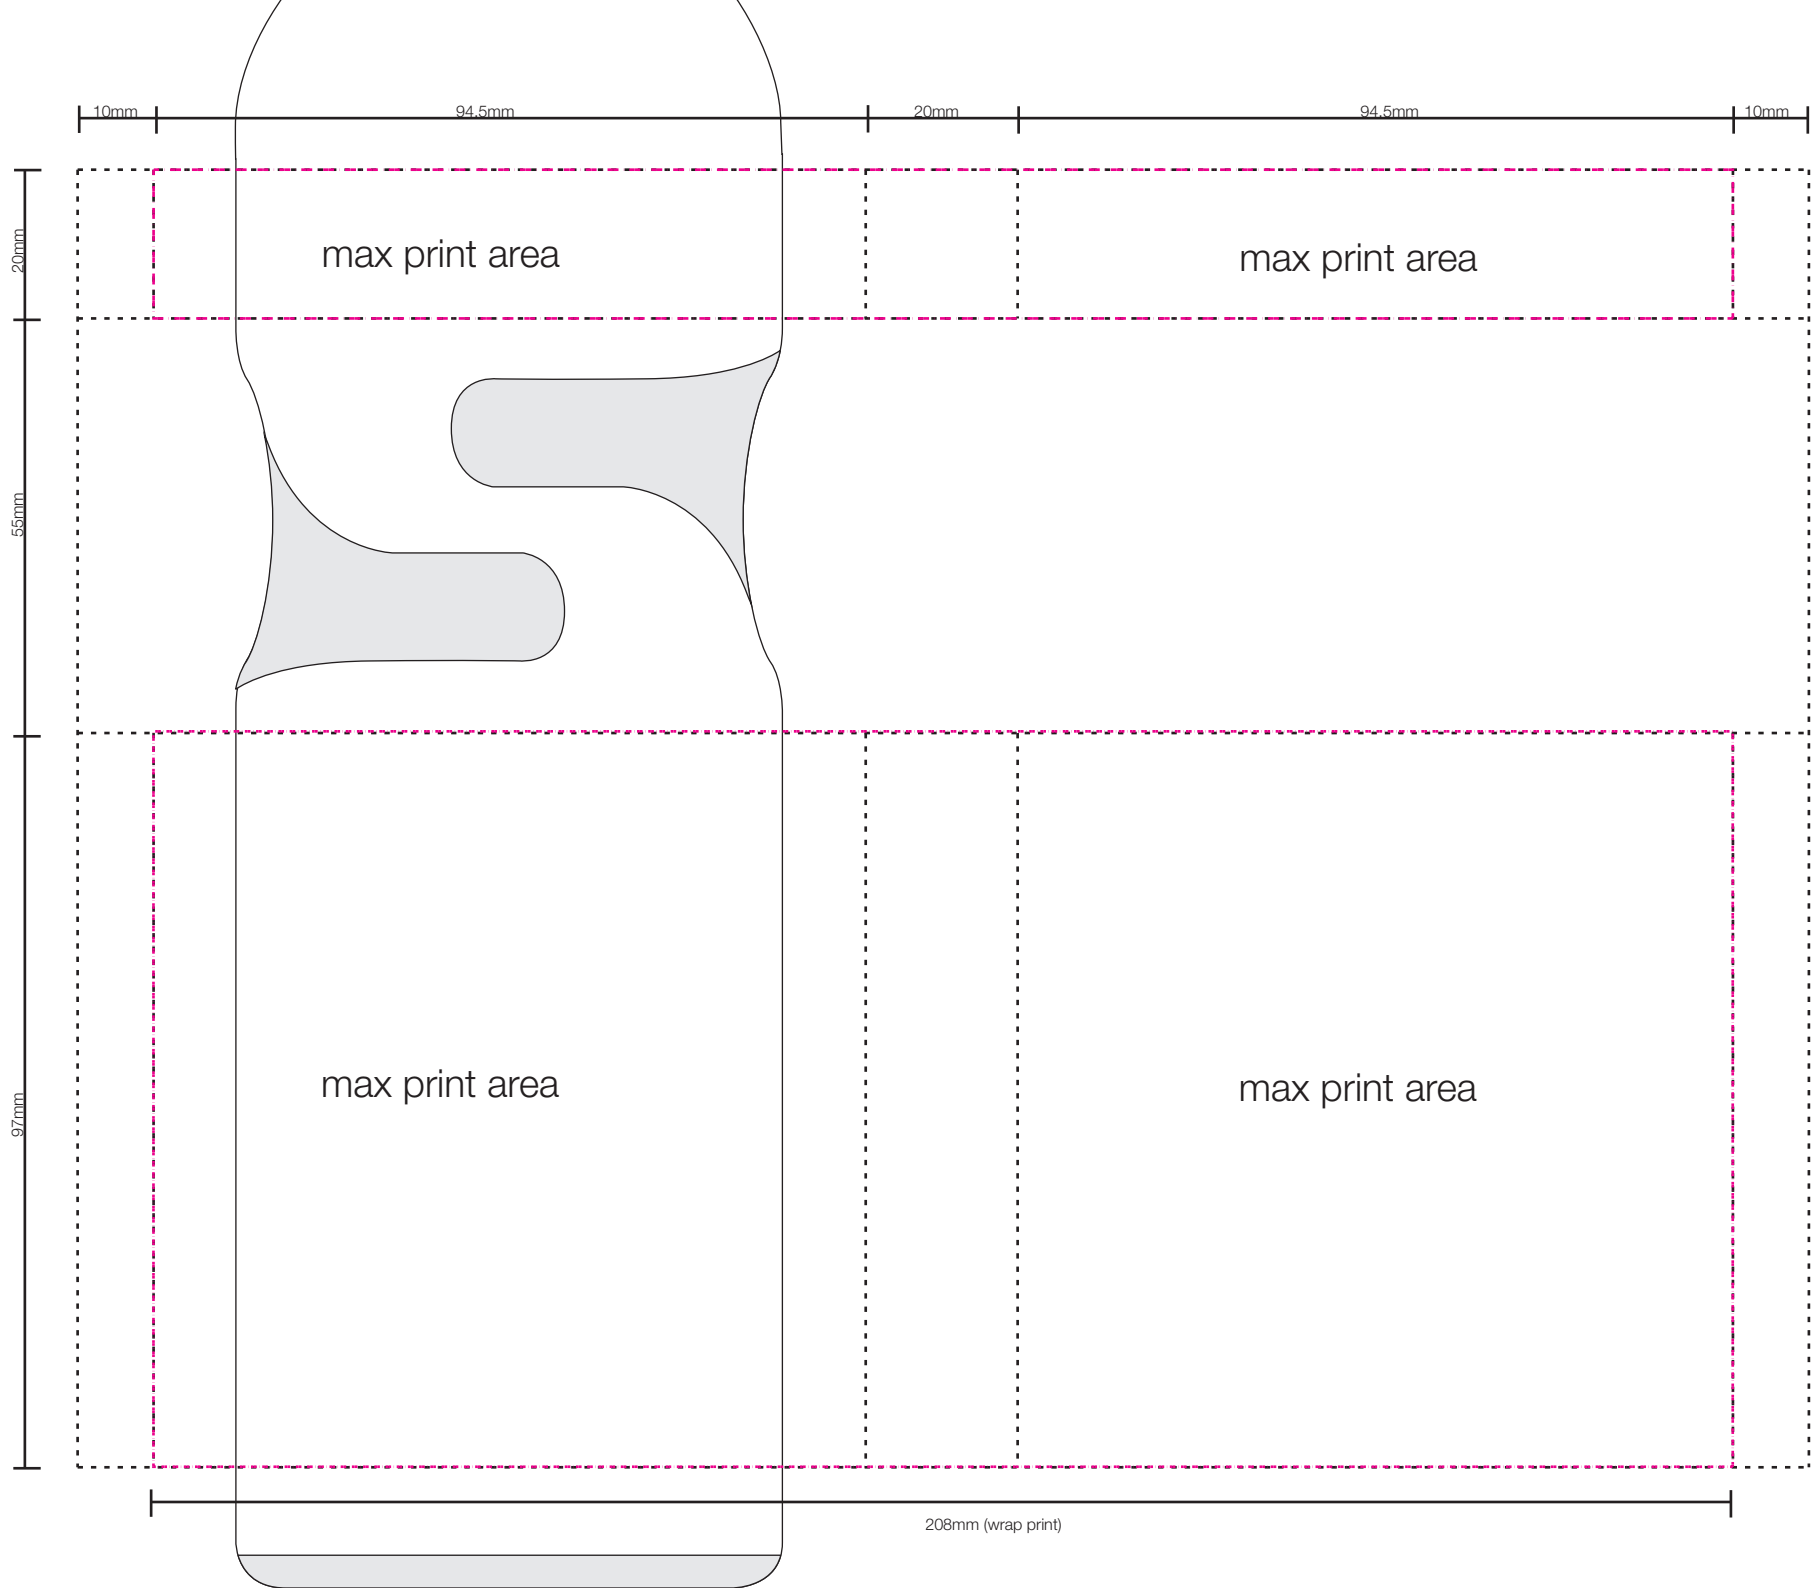 10mm
94.5mm
20mm
94.5mm
10mm
20mm
max print area
max print area
55mm
97mm
max print area
max print area
208mm (wrap print)